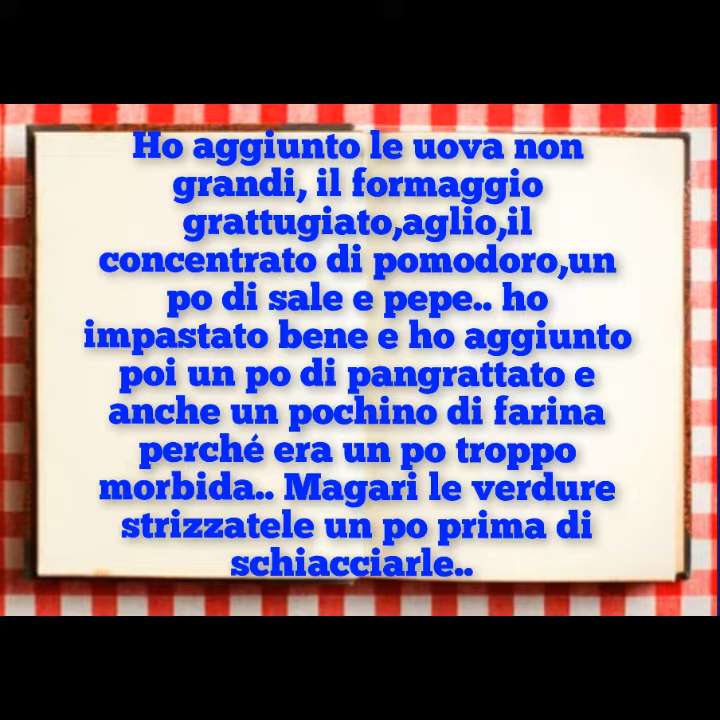 Ho aggiunto le uova non
grandi, il formaggio
grattugiato,aglio,il
concentrato di pomodoro,un
po di sale e pepe.. ho
impastato bene e ho aggiunto
poi un po di pangrattato e
anche un pochino di farina
perché era un po troppo
morbida.. Magari le verdure
strizzatele un po prima di
schiacciarle..